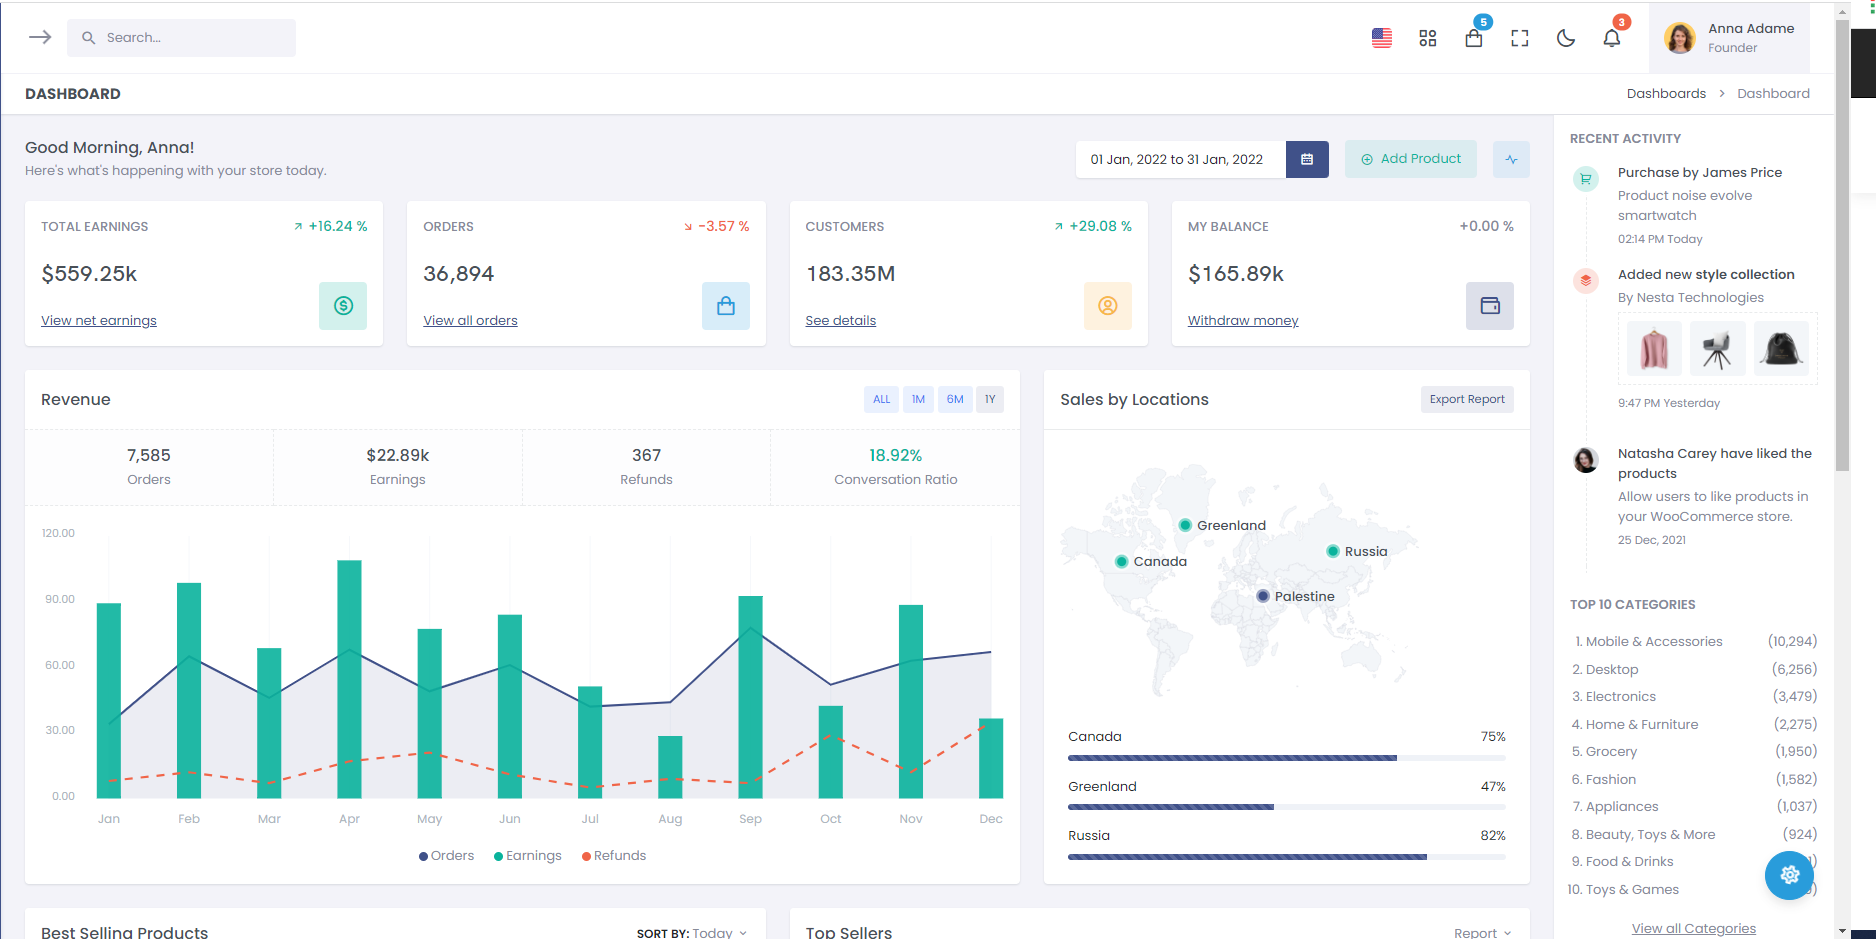 Search...
5
3
Anna Adame
Founder
DASHBOARD
Dashboards
Dashboard
Good Morning, Anna!
Here's what's happening with your store today.
01 Jan, 2022 to 31 Jan, 2022
Add Product
TOTAL EARNINGS
+16.24 %
$559.25k
View net earnings
ORDERS
-3.57 %
36,894
View all orders
CUSTOMERS
+29.08 %
183.35M
See details
MY BALANCE
+0.00 %
$165.89k
Withdraw money
Revenue
ALL
1M
6M
1Y
7,585
Orders
$22.89k
Earnings
367
Refunds
18.92%
Conversation Ratio
120.00
90.00
60.00
30.00
0.00
Jan
Feb
Mar
Apr
May
Jun
Jul
Aug
Sep
Oct
Nov
Dec
Orders
Earnings
Refunds
Sales by Locations
Export Report
Greenland
Canada
Russia
Palestine
Canada
75%
Greenland
47%
Russia
82%
Best Selling Products
SORT BY: Today
Top Sellers
Report
RECENT ACTIVITY
Purchase by James Price
Product noise evolve
smartwatch
02:14 PM Today
Added new style collection
By Nesta Technologies
9:47 PM Yesterday
Natasha Carey have liked the
products
Allow users to like products in
your WooCommerce store.
25 Dec, 2021
TOP 10 CATEGORIES
1. Mobile & Accessories (10,294)
2. Desktop (6,256)
3. Electronics (3,479)
4. Home & Furniture (2,275)
5. Grocery (1,950)
6. Fashion (1,582)
7. Appliances (1,037)
8. Beauty, Toys & More (924)
9. Food & Drinks
10. Toys & Games
View all Categories